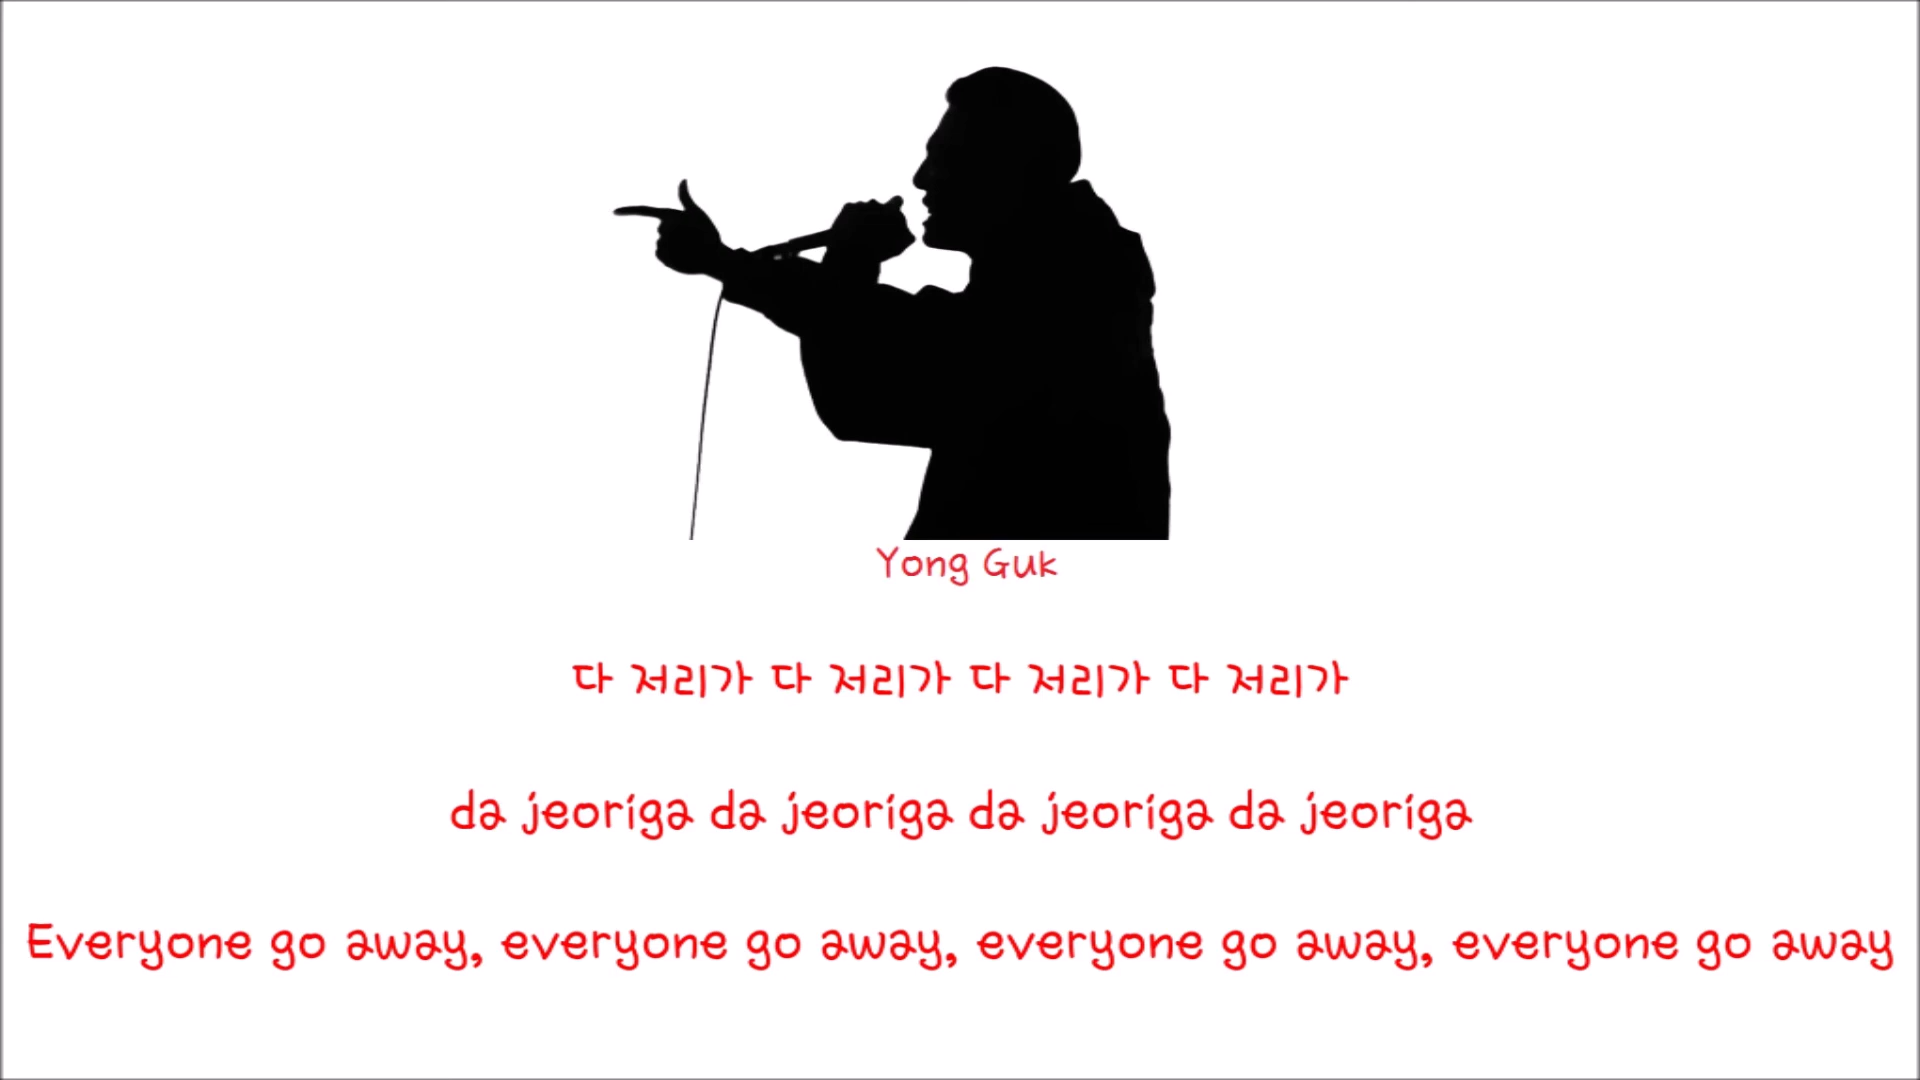 Yong Guk
다 저리가 다 저리가 다 저리가 다 저리가
da jeoriga da jeoriga da jeoriga da jeoriga
Everyone go away, everyone go away, everyone go away, everyone go away